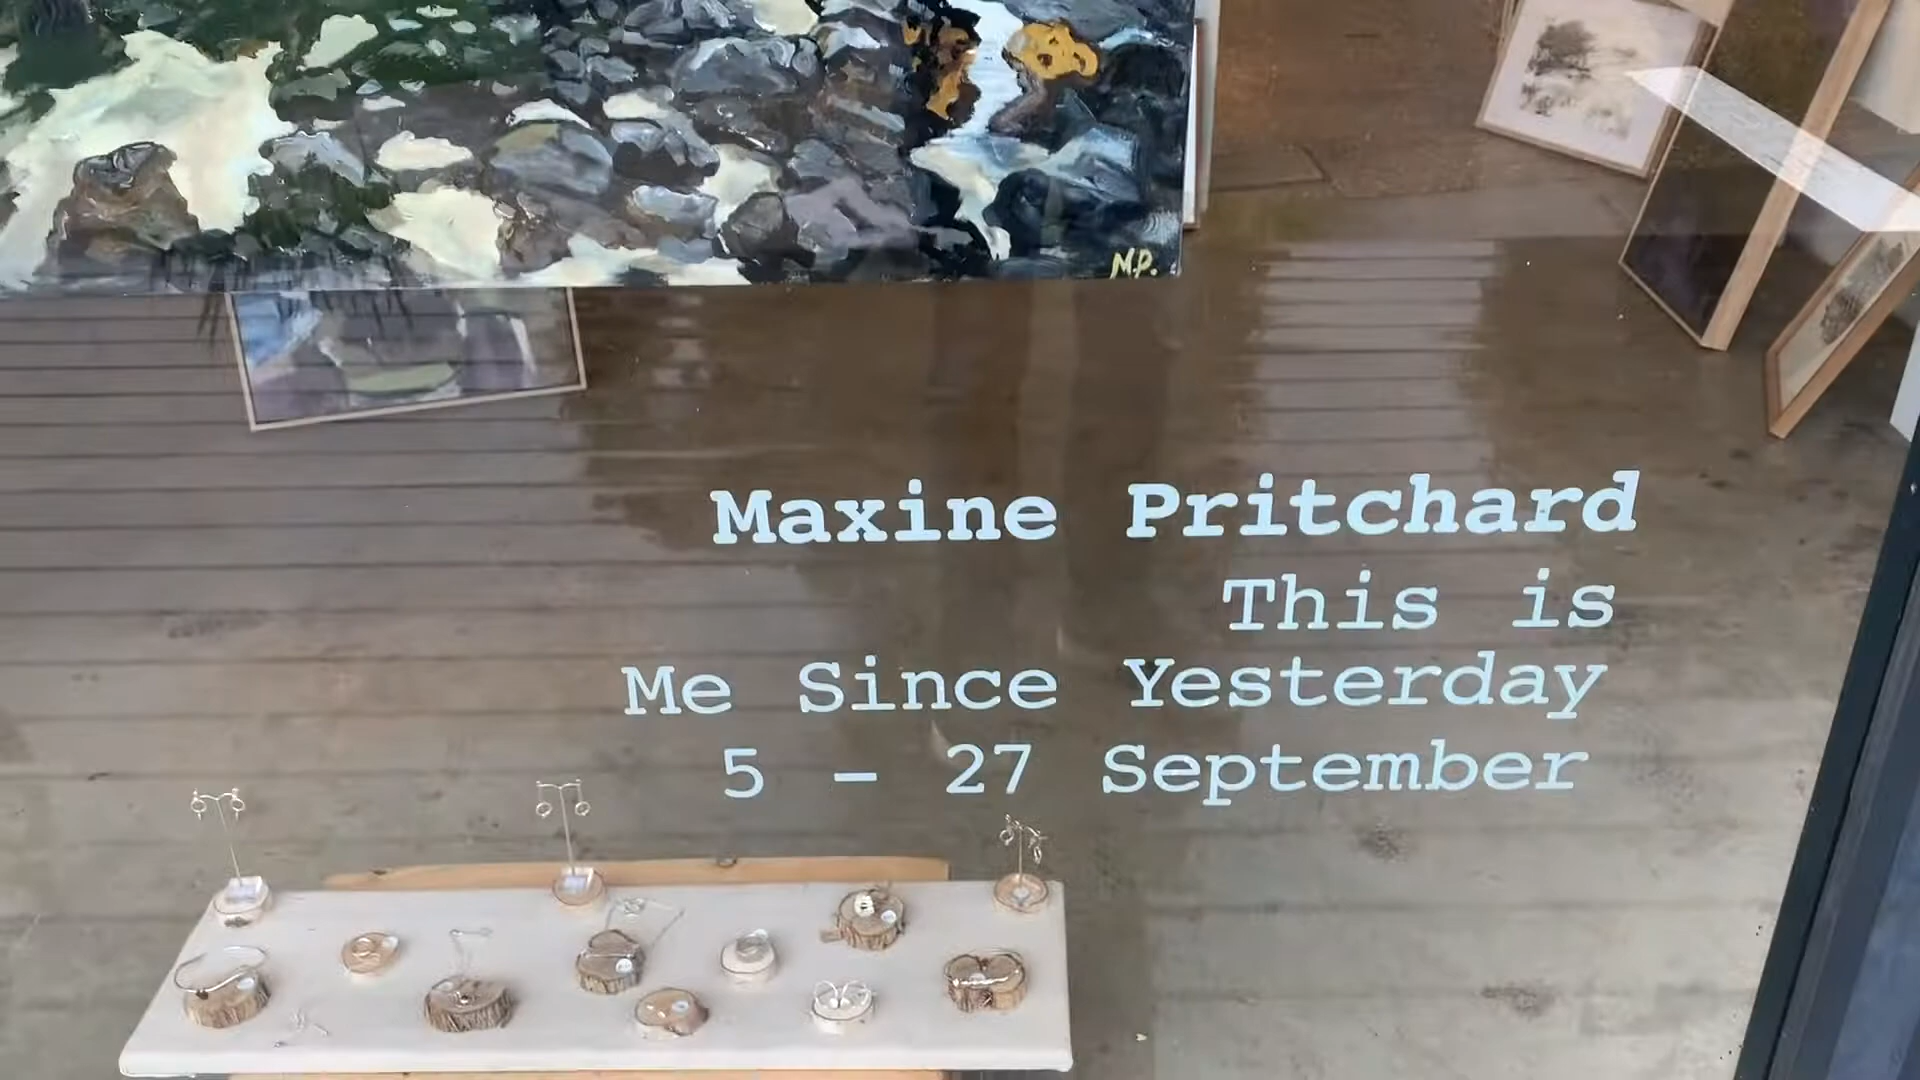 M.P.
Maxine Pritchard
This is
Me Since Yesterday
5 – 27 September